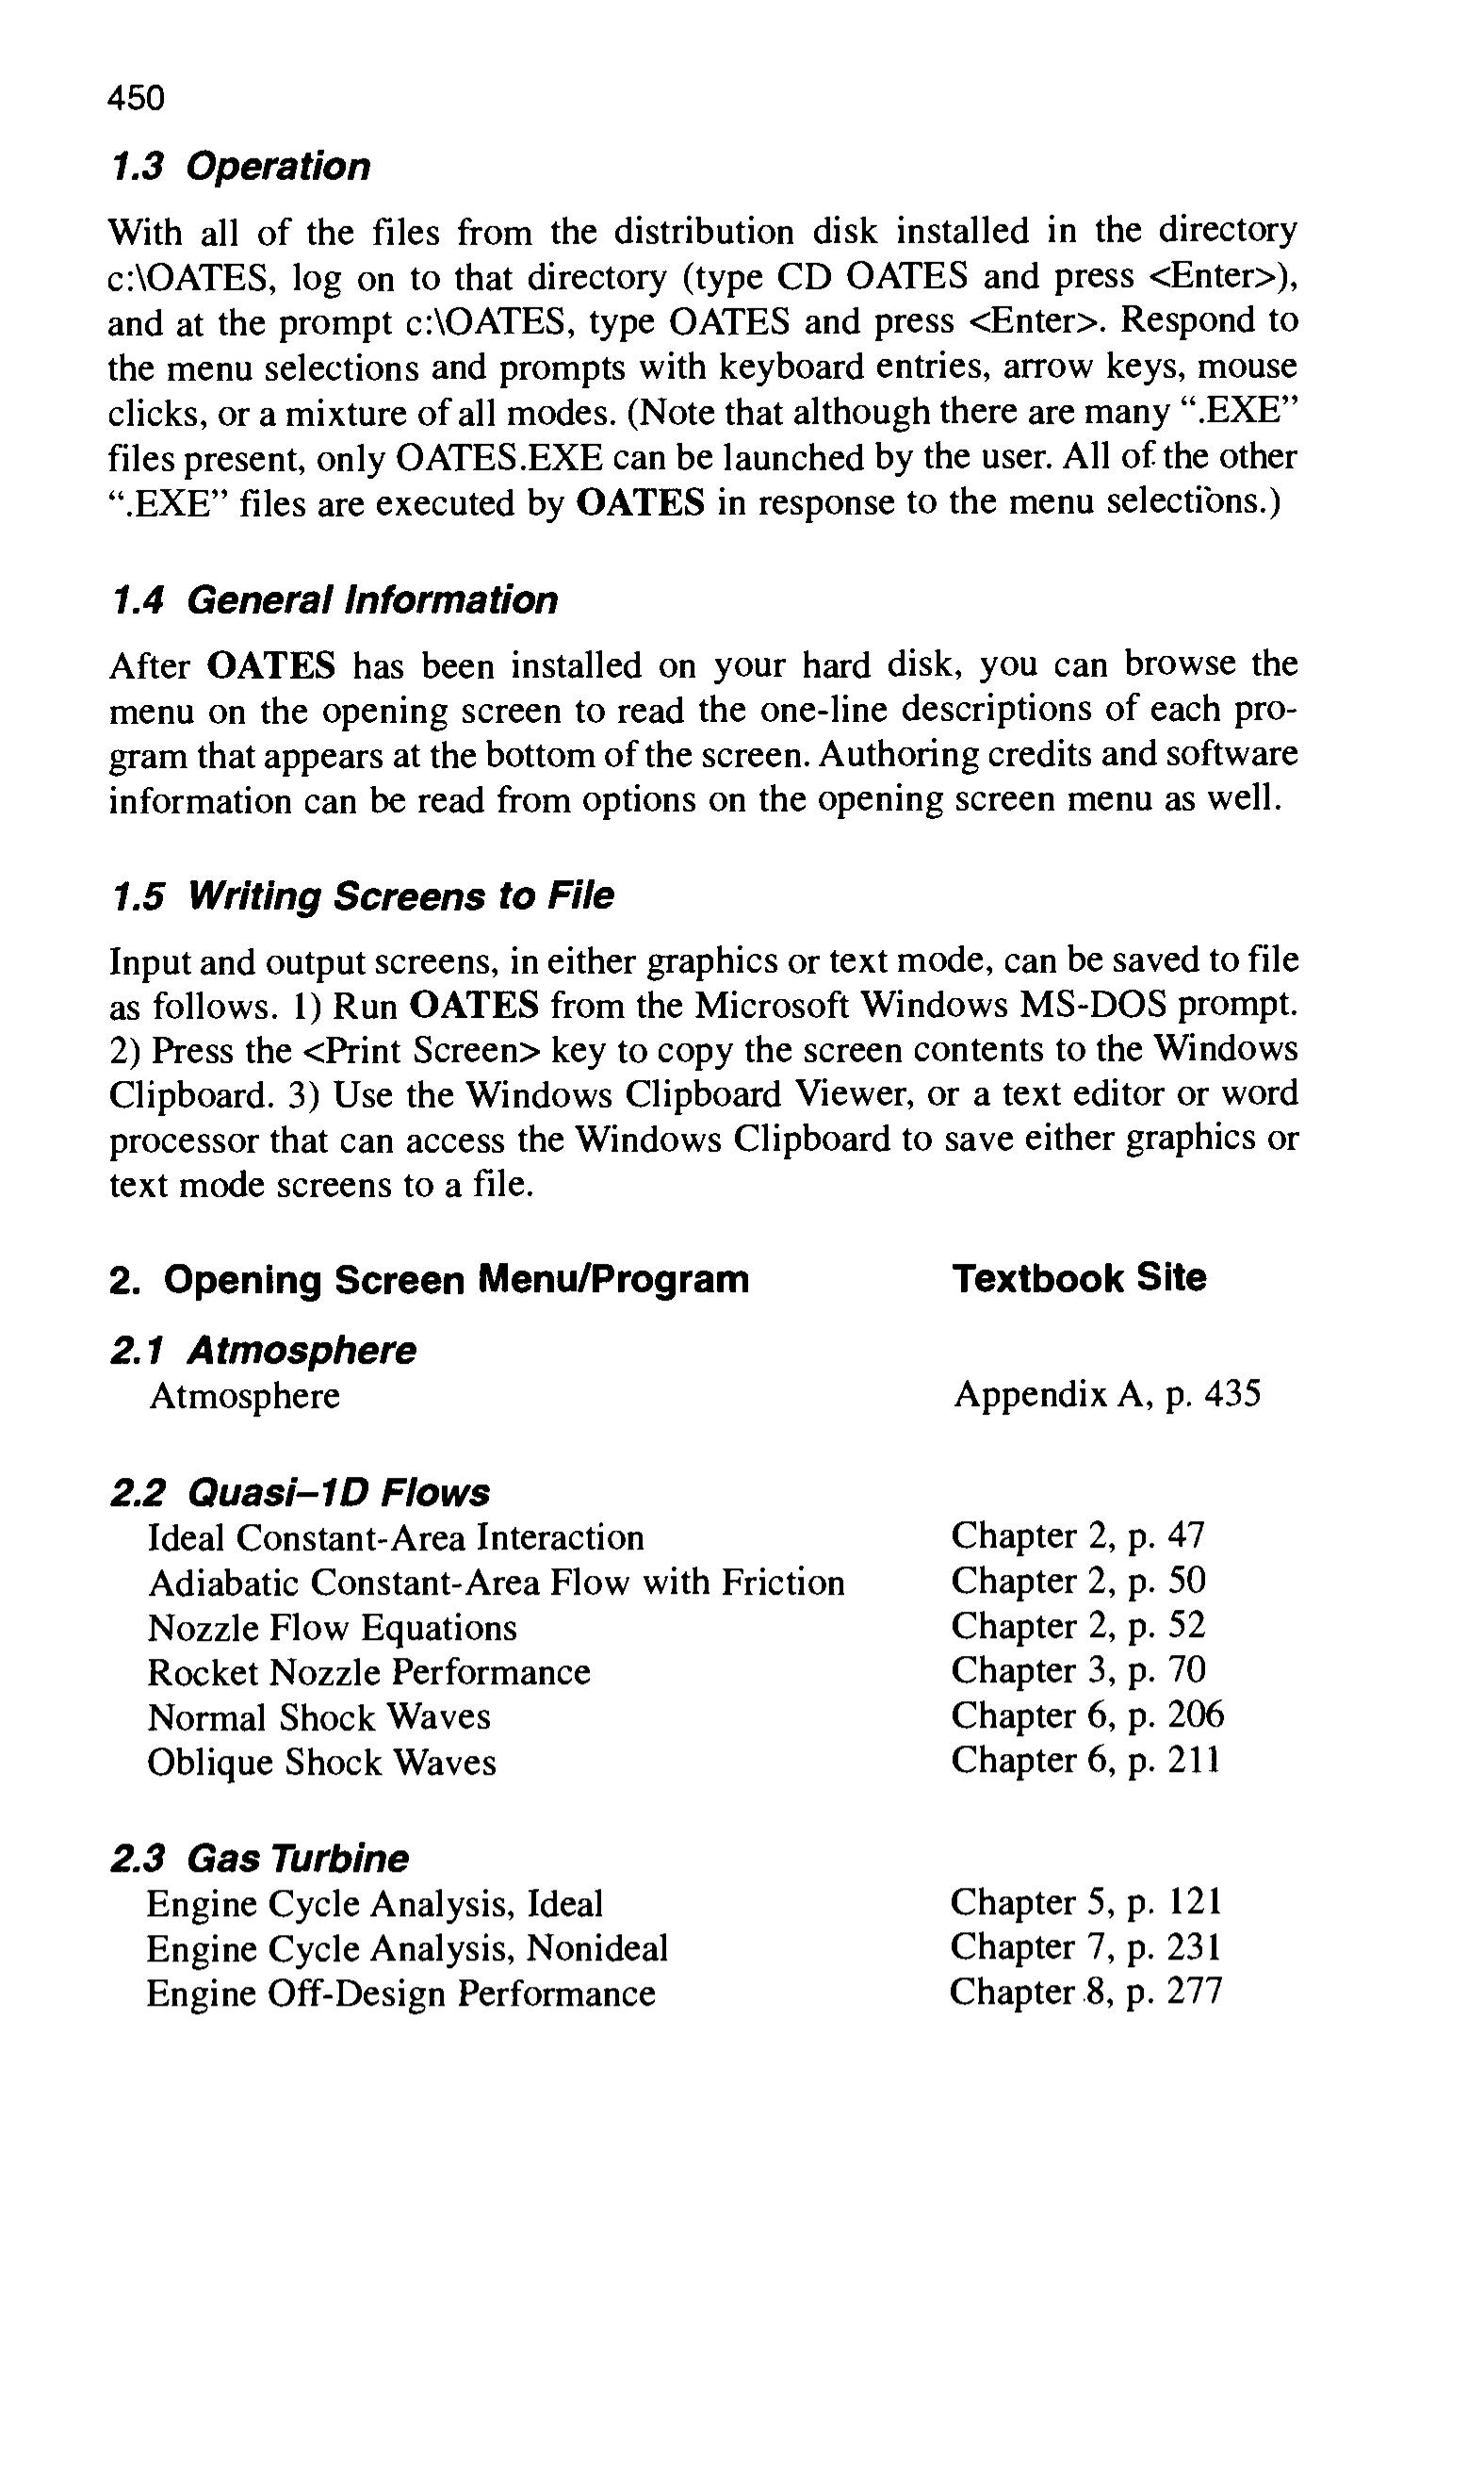 450
1.3 Operation
With all of the files from the distribution disk installed in the directory
c:\OATES, log on to that directory (type CD OATES and press <Enter>),
and at the prompt c:\OATES, type OATES and press <Enter>. Respond to
the menu selections and prompts with keyboard entries, arrow keys, mouse
clicks, or a mixture of all modes. (Note that although there are many “.EXE”
files present, only OATES.EXE can be launched by the user. All of the other
“.EXE” files are executed by OATES in response to the menu selections.)
1.4 General Information
After OATES has been installed on your hard disk, you can browse the
menu on the opening screen to read the one-line descriptions of each pro-
gram that appears at the bottom of the screen. Authoring credits and software
information can be read from options on the opening screen menu as well.
1.5 Writing Screens to File
Input and output screens, in either graphics or text mode, can be saved to file
as follows. 1) Run OATES from the Microsoft Windows MS-DOS prompt.
2) Press the <Print Screen> key to copy the screen contents to the Windows
Clipboard. 3) Use the Windows Clipboard Viewer, or a text editor or word
processor that can access the Windows Clipboard to save either graphics or
text mode screens to a file.
2. Opening Screen Menu/Program Textbook Site
2.1 Atmosphere
Atmosphere Appendix A, p. 435
2.2 Quasi–1D Flows
Ideal Constant-Area Interaction Chapter 2, p. 47
Adiabatic Constant-Area Flow with Friction Chapter 2, p. 50
Nozzle Flow Equations Chapter 2, p. 52
Rocket Nozzle Performance Chapter 3, p. 70
Normal Shock Waves Chapter 6, p. 206
Oblique Shock Waves Chapter 6, p. 211
2.3 Gas Turbine
Engine Cycle Analysis, Ideal Chapter 5, p. 121
Engine Cycle Analysis, Nonideal Chapter 7, p. 231
Engine Off-Design Performance Chapter 8, p. 277